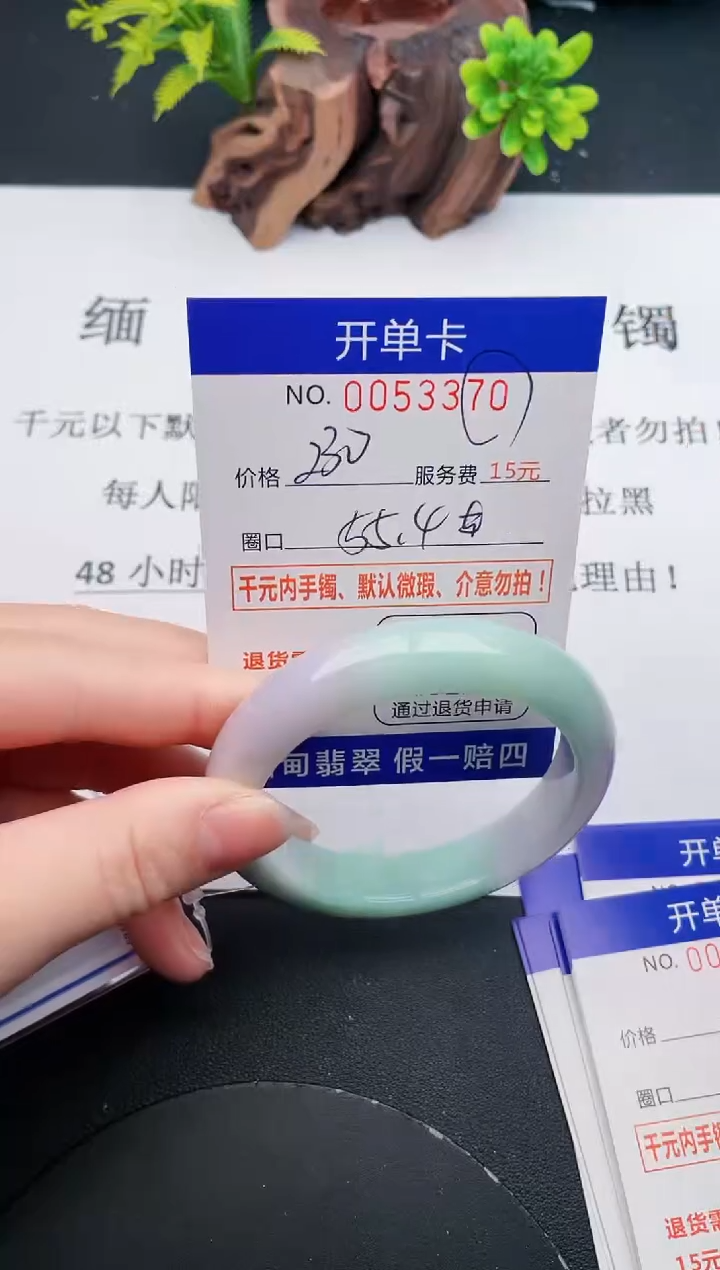 缅
镯
开单卡
NO. 0053370
千元以下默
者勿拍!
价格 230 服务费 15元
每人限
拉黑
圈口 55.4
48 小时
理由!
千元内手镯、默认微瑕、介意勿拍!
退货需
通过退货申请
甸翡翠 假一赔四
开单
开单
NO. 00
价格
圈口
千元内手镯
退货需
15元